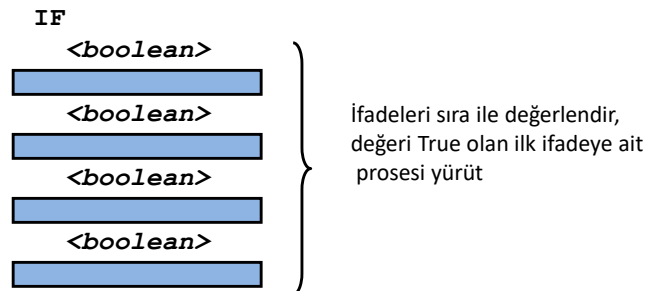 IF
<boolean>
<boolean>
<boolean>
<boolean>
İfadeleri sıra ile değerlendir,
değeri True olan ilk ifadeye ait
prosesi yürüt